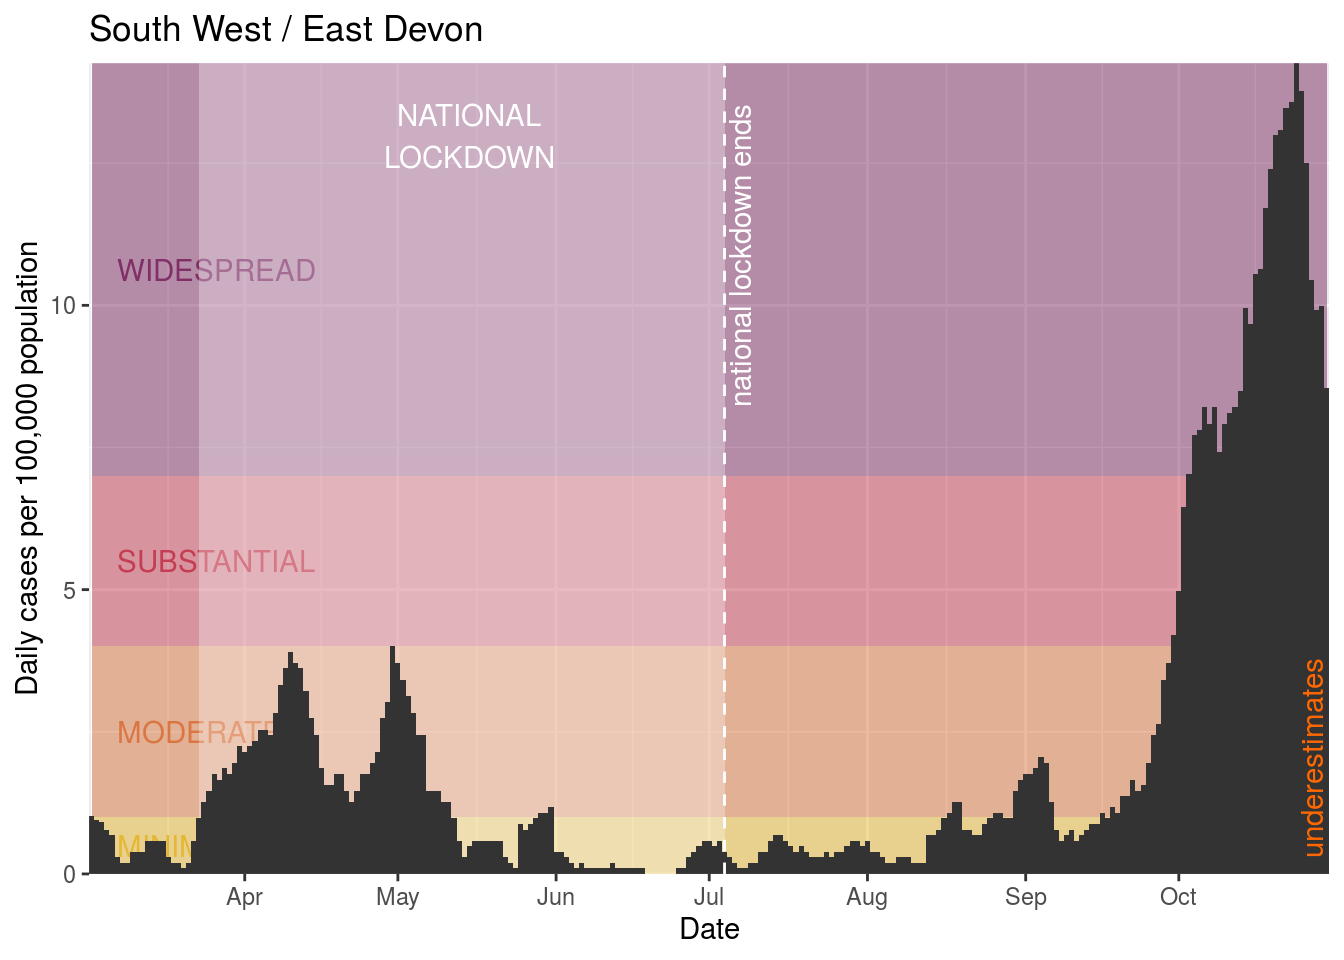 South West / East Devon
NATIONAL
LOCKDOWN
national lockdown ends
WIDESPREAD
SUBSTANTIAL
MODERATE
underestimates
Daily cases per 100,000 population
10
5
0
Apr May Jun Jul Aug Sep Oct
Date